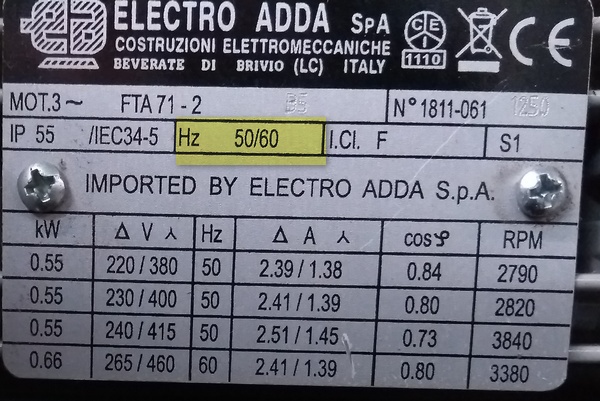 ELECTRO ADDA SPA
COSTRUZIONI ELETTROMECCANICHE
BEVERATE DI BRIVIO (LC) ITALY
CEI
1110
CE
MOT.3~ FTA 71 - 2 B5 N° 1811-061 1250
IP 55 /IEC34-5 Hz 50/60 I.Cl. F S1
IMPORTED BY ELECTRO ADDA S.p.A.
kW Δ V ⅄ Hz Δ A ⅄ cosφ RPM
0.55 220 / 380 50 2.39 / 1.38 0.84 2790
0.55 230 / 400 50 2.41 / 1.39 0.80 2820
0.55 240 / 415 50 2.51 / 1.45 0.73 3840
0.66 265 / 460 60 2.41 / 1.39 0.80 3380